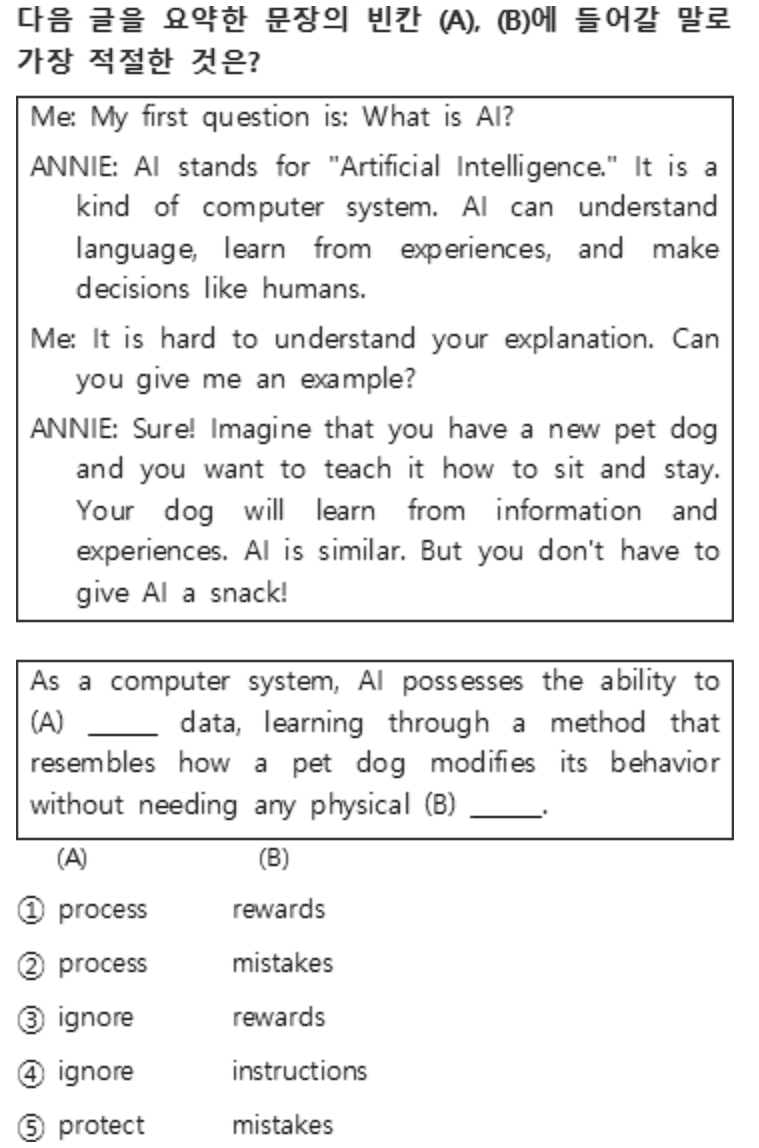 다음 글을 요약한 문장의 빈칸 (A), (B)에 들어갈 말로
가장 적절한 것은?
Me: My first question is: What is AI?
ANNIE: AI stands for "Artificial Intelligence." It is a
kind of computer system. AI can understand
language, learn from experiences, and make
decisions like humans.
Me: It is hard to understand your explanation. Can
you give me an example?
ANNIE: Sure! Imagine that you have a new pet dog
and you want to teach it how to sit and stay.
Your dog will learn from information and
experiences. AI is similar. But you don't have to
give AI a snack!
As a computer system, AI possesses the ability to
(A) _____ data, learning through a method that
resembles how a pet dog modifies its behavior
without needing any physical (B) _____.
(A) (B)
① process rewards
② process mistakes
③ ignore rewards
④ ignore instructions
⑤ protect mistakes